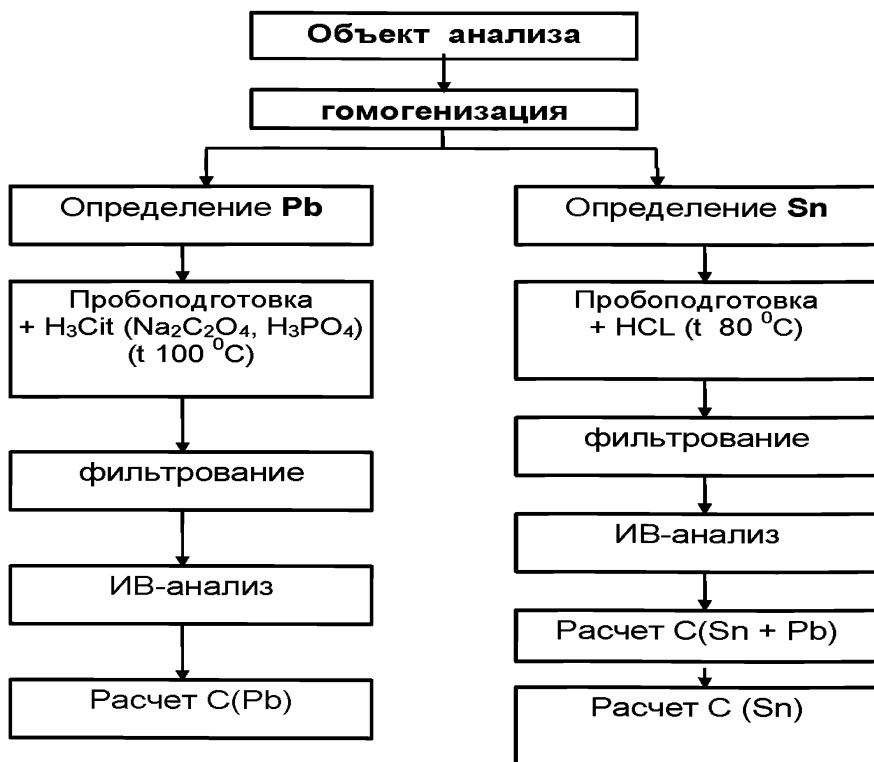 Объект анализа
гомогенизация
Определение Pb
Пробоподготовка
+ H₃Cit (Na₂C₂O₄, H₃PO₄)
(t 100 ⁰C)
фильтрование
ИВ-анализ
Расчет C(Pb)
Определение Sn
Пробоподготовка
+ HCL (t 80 ⁰C)
фильтрование
ИВ-анализ
Расчет C(Sn + Pb)
Расчет C (Sn)